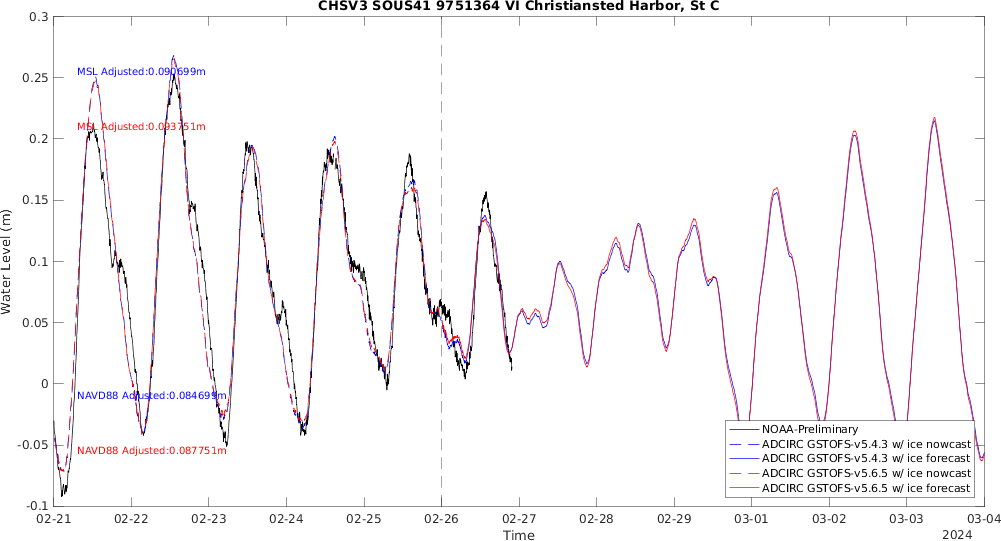 CHSV3 SOUS41 9751364 VI Christiansted Harbor, St C
0.3
0.25
0.2
0.15
0.1
0.05
0
-0.05
-0.1
Water Level (m)
MSL Adjusted:0.090699m
MSL Adjusted:0.093751m
NAVD88 Adjusted:0.084699m
NAVD88 Adjusted:0.087751m
NOAA-Preliminary
ADCIRC GSTOFS-v5.4.3 w/ ice nowcast
ADCIRC GSTOFS-v5.4.3 w/ ice forecast
ADCIRC GSTOFS-v5.6.5 w/ ice nowcast
ADCIRC GSTOFS-v5.6.5 w/ ice forecast
02-21 02-22 02-23 02-24 02-25 02-26 02-27 02-28 02-29 03-01 03-02 03-03 03-04
Time
2024